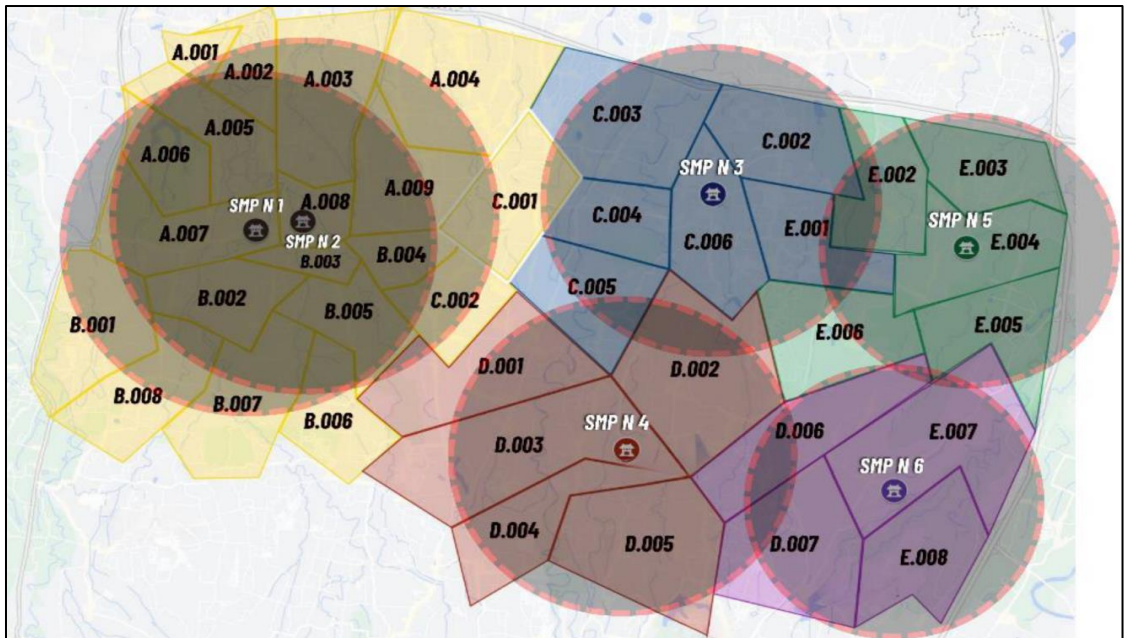 A.001
A.002
A.003
A.004
A.005
A.006
A.009
A.008
SMP N 1
A.007
SMP N 2
B.003
B.004
B.002
B.005
B.001
B.008
B.007
B.006
C.001
C.002
C.003
C.002
SMP N 3
C.004
C.006
E.001
C.005
E.002
E.003
SMP N 5
E.004
E.005
E.006
D.001
D.002
D.003
SMP N 4
D.004
D.005
D.006
E.007
SMP N 6
D.007
E.008